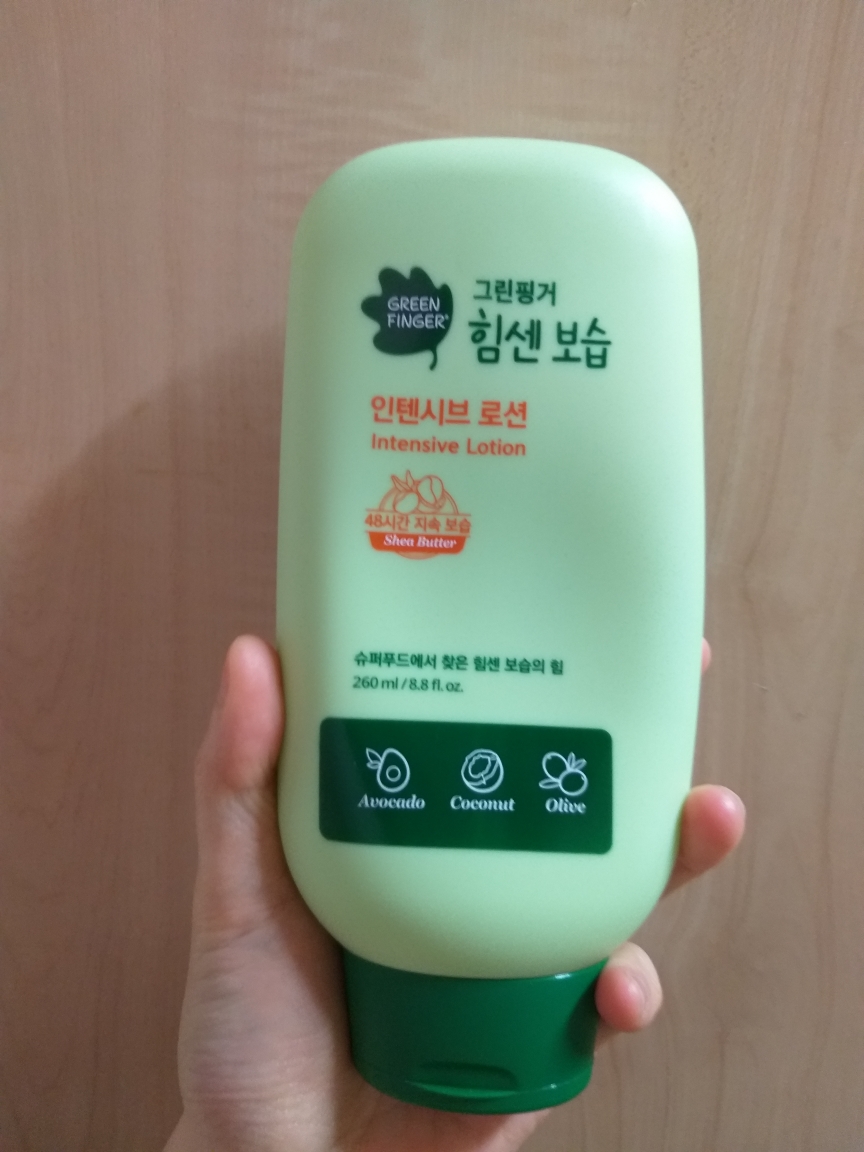 GREEN
FINGER
그린핑거
힘센 보습
인텐시브 로션
Intensive Lotion
48시간 지속 보습
Shea Butter
슈퍼푸드에서 찾은 힘센 보습의 힘
260 ml / 8.8 fl. oz.
Avocado Coconut Olive